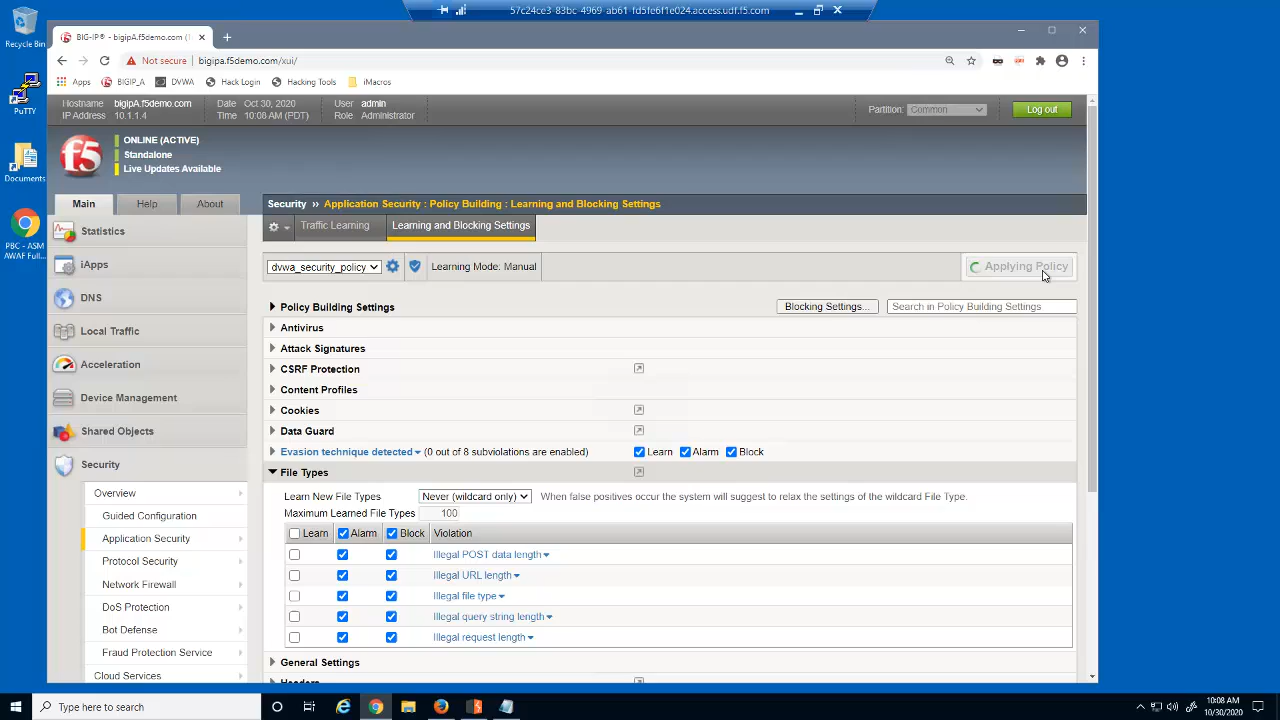 57c24ce3-83bc-4969-ab61-fd5fe6f1e024.access.udf.f5.com
Recycle Bin
PuTTY
Documents
PBC - ASM
AWAF Full...
BIG-IP® - bigipA.f5demo.com (1
Not secure
bigipa.f5demo.com/xui/
Apps
BIGIP_A
DVWA
Hack Login
Hacking Tools
iMacros
Hostname bigipA.f5demo.com Date Oct 30, 2020 User admin
IP Address 10.1.1.4 Time 10:08 AM (PDT) Role Administrator
Partition: Common
Log out
f5
ONLINE (ACTIVE)
Standalone
Live Updates Available
Main Help About
Security ›› Application Security : Policy Building : Learning and Blocking Settings
Traffic Learning
Learning and Blocking Settings
dvwa_security_policy
Learning Mode: Manual
Applying Policy
Statistics
iApps
DNS
Local Traffic
Acceleration
Device Management
Shared Objects
Security
Overview
Guided Configuration
Application Security
Protocol Security
Network Firewall
DoS Protection
Bot Defense
Fraud Protection Service
Cloud Services
Policy Building Settings
Blocking Settings...
Search in Policy Building Settings
Antivirus
Attack Signatures
CSRF Protection
Content Profiles
Cookies
Data Guard
Evasion technique detected (0 out of 8 subviolations are enabled) Learn Alarm Block
File Types
Learn New File Types Never (wildcard only) When false positives occur the system will suggest to relax the settings of the wildcard File Type.
Maximum Learned File Types 100
Learn Alarm Block Violation
Illegal POST data length
Illegal URL length
Illegal file type
Illegal query string length
Illegal request length
General Settings
Headers
Type here to search
10:08 AM
10/30/2020